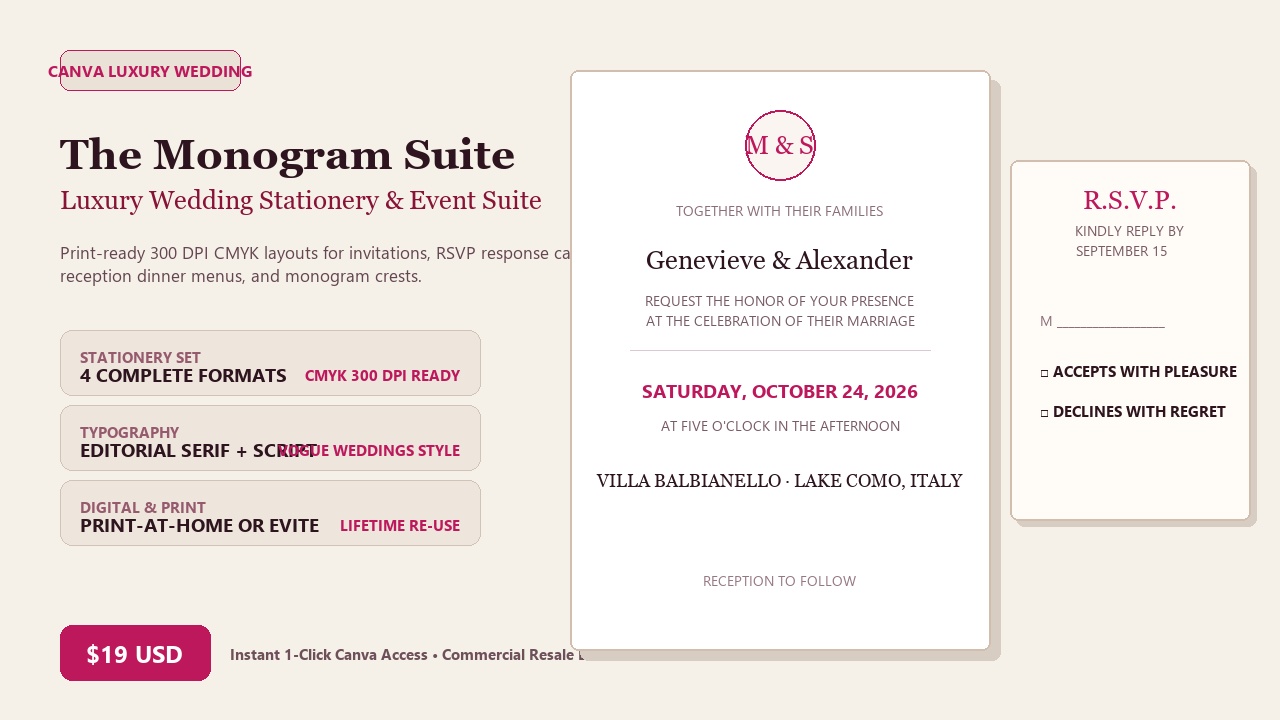 CANVA LUXURY WEDDING
The Monogram Suite
Luxury Wedding Stationery & Event Suite
Print-ready 300 DPI CMYK layouts for invitations, RSVP response ca
reception dinner menus, and monogram crests.
STATIONERY SET
4 COMPLETE FORMATS CMYK 300 DPI READY
TYPOGRAPHY
EDITORIAL SERIF + SCRIPT VOGUE WEDDINGS STYLE
DIGITAL & PRINT
PRINT-AT-HOME OR EVITE LIFETIME RE-USE
$19 USD
Instant 1-Click Canva Access • Commercial Resale
M & S
TOGETHER WITH THEIR FAMILIES
Genevieve & Alexander
REQUEST THE HONOR OF YOUR PRESENCE
AT THE CELEBRATION OF THEIR MARRIAGE
SATURDAY, OCTOBER 24, 2026
AT FIVE O'CLOCK IN THE AFTERNOON
VILLA BALBIANELLO · LAKE COMO, ITALY
RECEPTION TO FOLLOW
R.S.V.P.
KINDLY REPLY BY
SEPTEMBER 15
M __________________
□ ACCEPTS WITH PLEASURE
□ DECLINES WITH REGRET